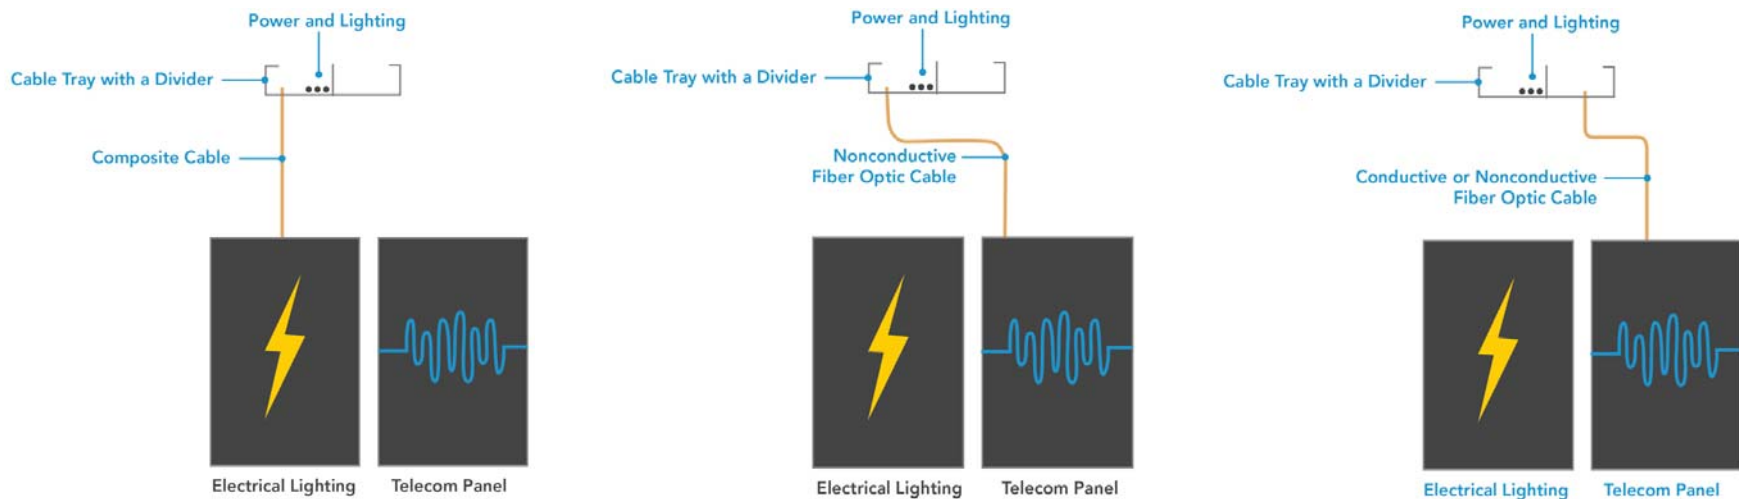 Power and Lighting
Cable Tray with a Divider
Composite Cable
Electrical Lighting
Telecom Panel
Power and Lighting
Cable Tray with a Divider
Nonconductive
Fiber Optic Cable
Electrical Lighting
Telecom Panel
Power and Lighting
Cable Tray with a Divider
Conductive or Nonconductive
Fiber Optic Cable
Electrical Lighting
Telecom Panel